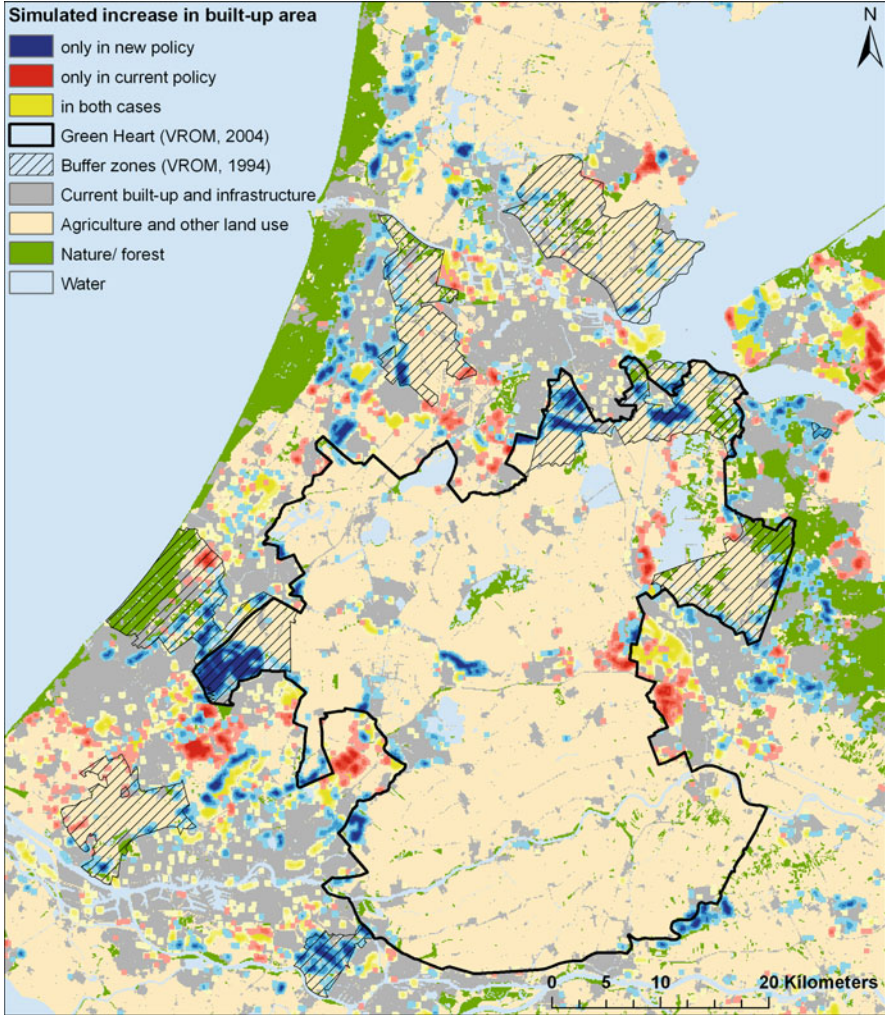 Simulated increase in built-up area
only in new policy
only in current policy
in both cases
Green Heart (VROM, 2004)
Buffer zones (VROM, 1994)
Current built-up and infrastructure
Agriculture and other land use
Nature/ forest
Water
N
0 5 10 20 Kilometers